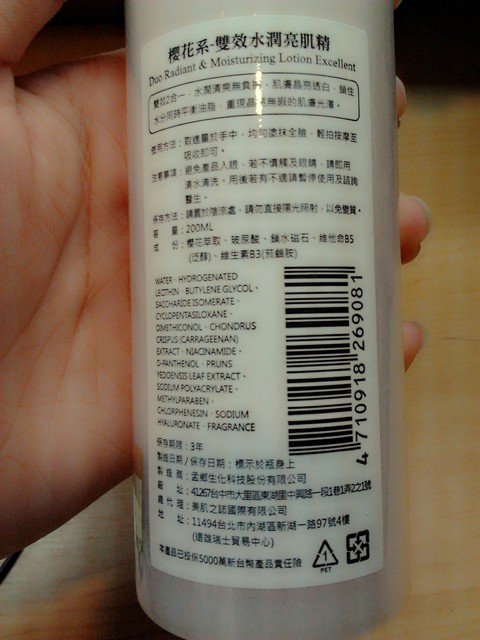 櫻花系-雙效水潤亮肌精
Duo Radiant & Moisturizing Lotion Excellent
雙效2合一,水潤清爽無負擔,肌膚晶亮透白,鎖住
水分同時平衡油脂,重現晶亮無瑕的肌膚光澤。
使用方法:取適量於手中,均勻塗抹全臉,輕拍按摩至
吸收即可。
注意事項:避免產品入眼,若不慎觸及眼睛,請即用
清水清洗。用後若有不適請暫停使用及諮詢
醫生。
保存方法:請置於陰涼處,請勿直接陽光照射,以免變質。
容 量:200ML
成 份:櫻花萃取、玻尿酸、鎖水磁石、維他命B5
(泛醇)、維生素B3(菸鹼胺)
WATER、HYDROGENATED
LECITHIN、BUTYLENE GLYCOL、
SACCHARIDE ISOMERATE、
CYCLOPENTASILOXANE、
DIMETHICONOL、CHONDRUS
CRISPUS (CARRAGEENAN)
EXTRACT、NIACINAMIDE、
D-PANTHENOL、PRUNS
YEDOENSIS LEAF EXTRACT、
SODIUM POLYACRYLATE、
METHYLPARABEN、
CHLORPHENESIN、SODIUM
HYALURONATE、FRAGRANCE
4 710918 269081
保存期限:3年
製造日期/保存日期:標示於瓶身上
製 造 商:孟鄉生化科技股份有限公司
廠 址:41267台中市大里區東湖里中興路一段1巷1弄2之1號
總 代 理:美肌之誌國際有限公司
地 址:11494台北市內湖區新湖一路97號4樓
(遠雄瑞士貿易中心)
本產品已投保5000萬新台幣產品責任險
1
PET